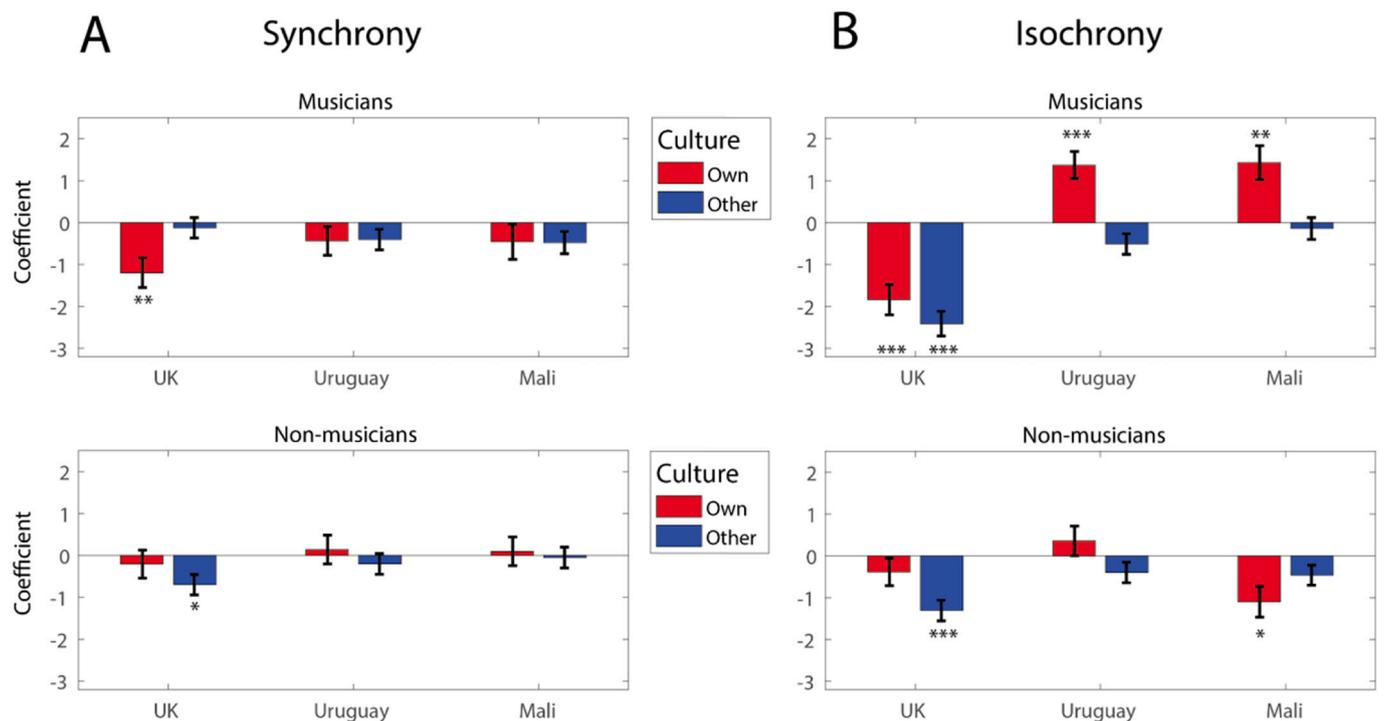 A Synchrony
Musicians
Coefficient
2
1
0
-1
-2
-3
**
UK Uruguay Mali
Culture
Own
Other
Non-musicians
Coefficient
2
1
0
-1
-2
-3
*
UK Uruguay Mali
Culture
Own
Other
B Isochrony
Musicians
2
1
0
-1
-2
-3
*** **
*** ***
UK Uruguay Mali
Non-musicians
2
1
0
-1
-2
-3
*** *
UK Uruguay Mali